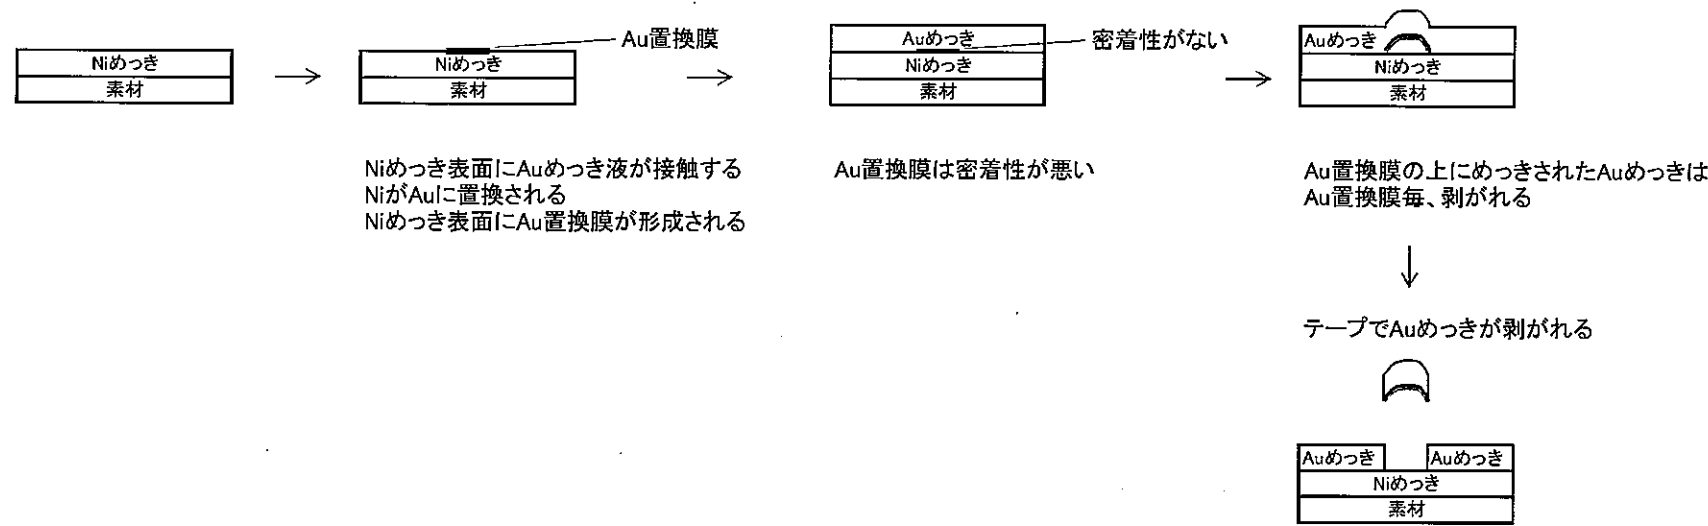 Niめっき
素材
Au置換膜
Niめっき
素材
Niめっき表面にAuめっき液が接触する
NiがAuに置換される
Niめっき表面にAu置換膜が形成される
Auめっき
Niめっき
素材
密着性がない
Au置換膜は密着性が悪い
Auめっき
Niめっき
素材
Au置換膜の上にめっきされたAuめっきは
Au置換膜毎、剥がれる
テープでAuめっきが剥がれる
Auめっき
Auめっき
Niめっき
素材